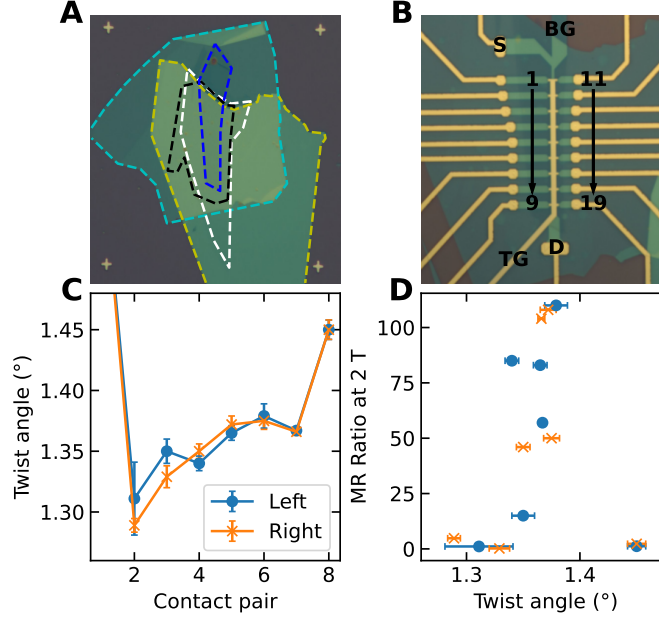 A
B
BG
S
1
11
9
19
D
TG
C
1.45
1.40
1.35
1.30
Twist angle (°)
2
4
6
8
Contact pair
Left
Right
D
100
75
50
25
0
MR Ratio at 2 T
1.3
1.4
Twist angle (°)